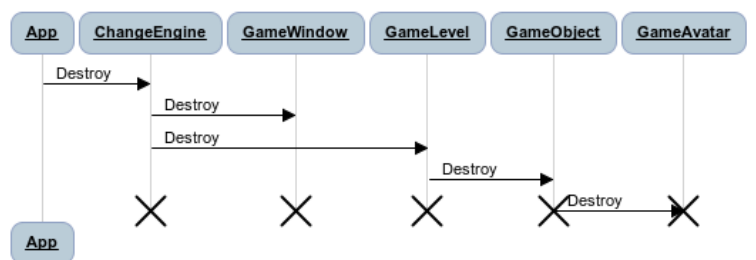 App ChangeEngine GameWindow GameLevel GameObject GameAvatar
Destroy
Destroy
Destroy
Destroy
Destroy
App